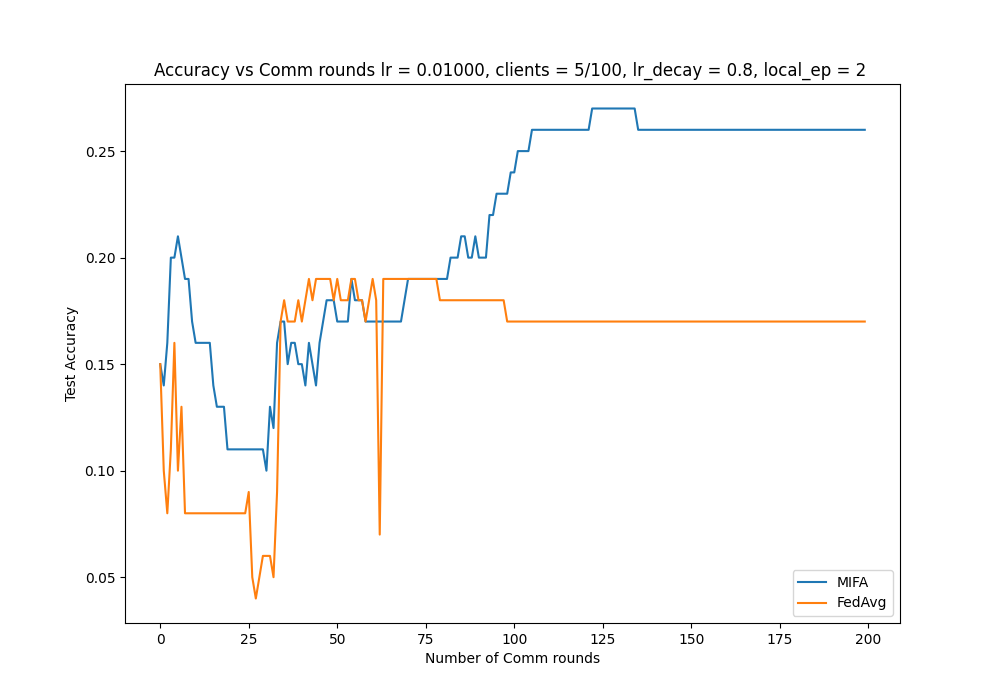 Accuracy vs Comm rounds lr = 0.01000, clients = 5/100, lr_decay = 0.8, local_ep = 2
0.25
0.20
0.15
0.10
0.05
Test Accuracy
MIFA
FedAvg
0 25 50 75 100 125 150 175 200
Number of Comm rounds